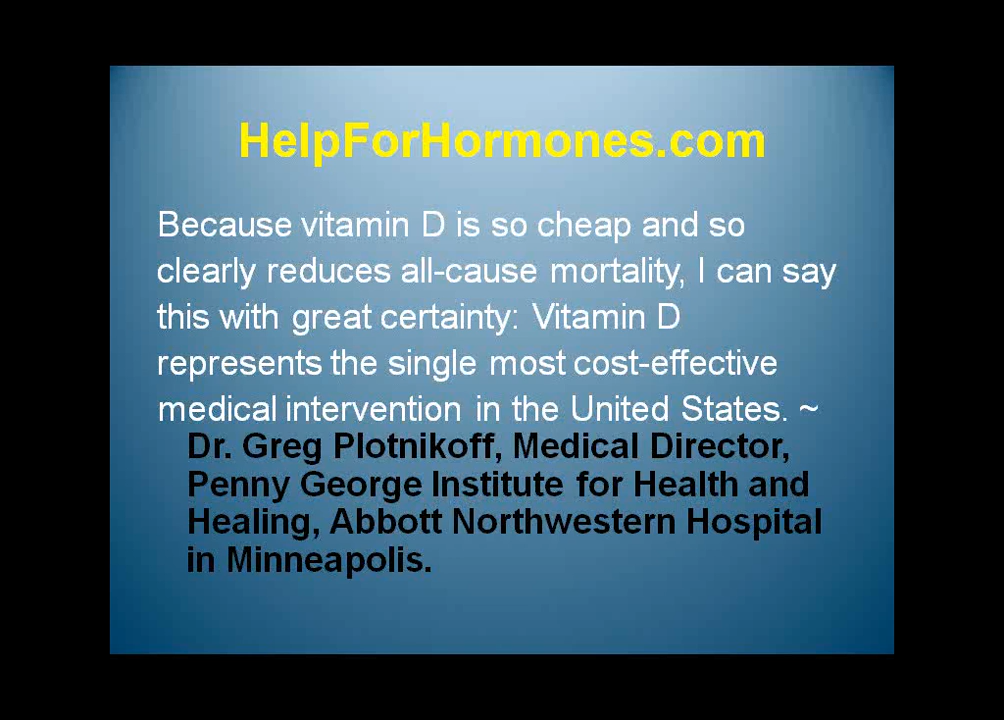 HelpForHormones.com
Because vitamin D is so cheap and so
clearly reduces all-cause mortality, I can say
this with great certainty: Vitamin D
represents the single most cost-effective
medical intervention in the United States. ~
Dr. Greg Plotnikoff, Medical Director,
Penny George Institute for Health and
Healing, Abbott Northwestern Hospital
in Minneapolis.